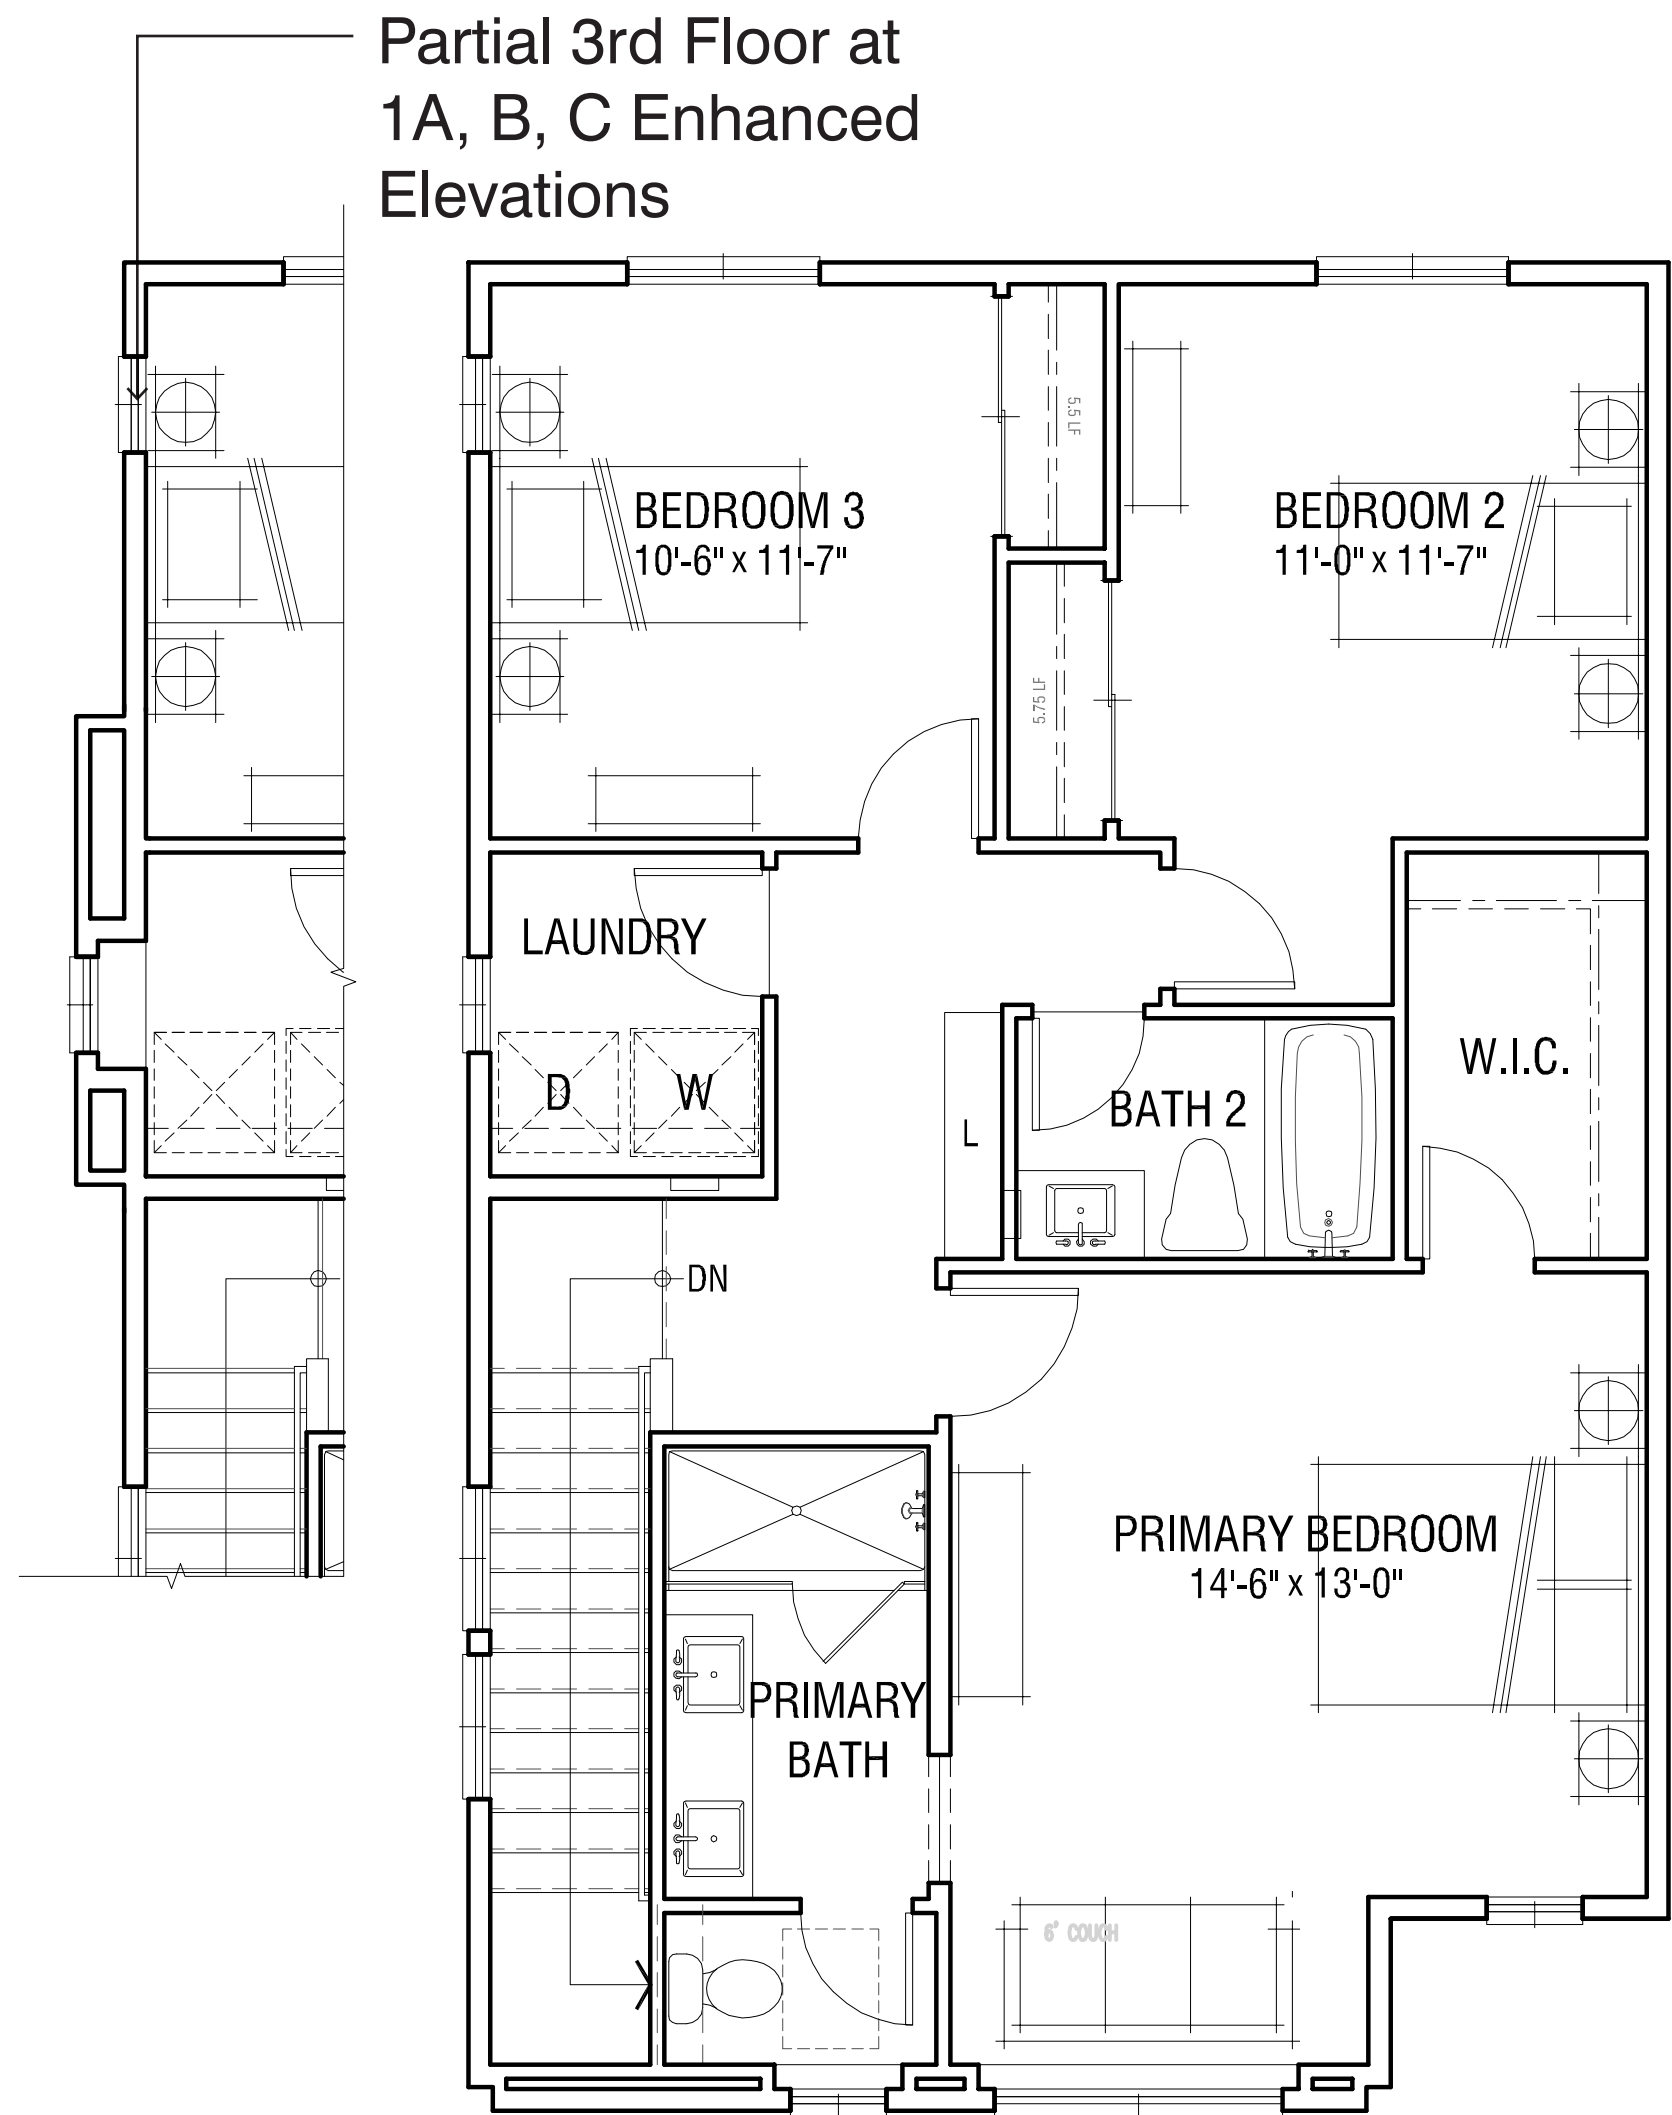 Partial 3rd Floor at
1A, B, C Enhanced
Elevations
5.5 LF
BEDROOM 3
10'-6" x 11'-7"
BEDROOM 2
11'-0" x 11'-7"
5.75 LF
LAUNDRY
W.I.C.
D
W
BATH 2
L
DN
PRIMARY BEDROOM
14'-6" x 13'-0"
PRIMARY
BATH
6' COUCH